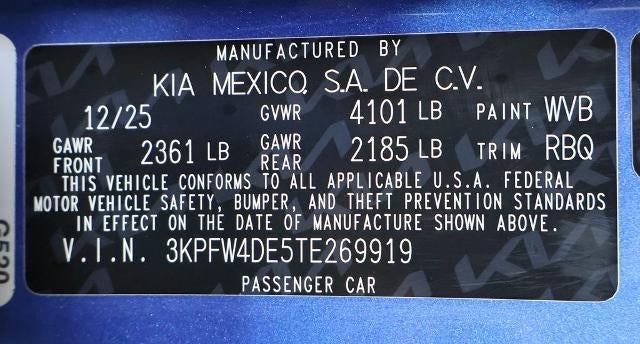 MANUFACTURED BY
KIA MEXICO, S.A. DE C.V.
12/25 GVWR 4101 LB PAINT WVB
GAWR FRONT 2361 LB GAWR REAR 2185 LB TRIM RBQ
THIS VEHICLE CONFORMS TO ALL APPLICABLE U.S.A. FEDERAL
MOTOR VEHICLE SAFETY, BUMPER, AND THEFT PREVENTION STANDARDS
IN EFFECT ON THE DATE OF MANUFACTURE SHOWN ABOVE.
V.I.N. 3KPFW4DE5TE269919
PASSENGER CAR